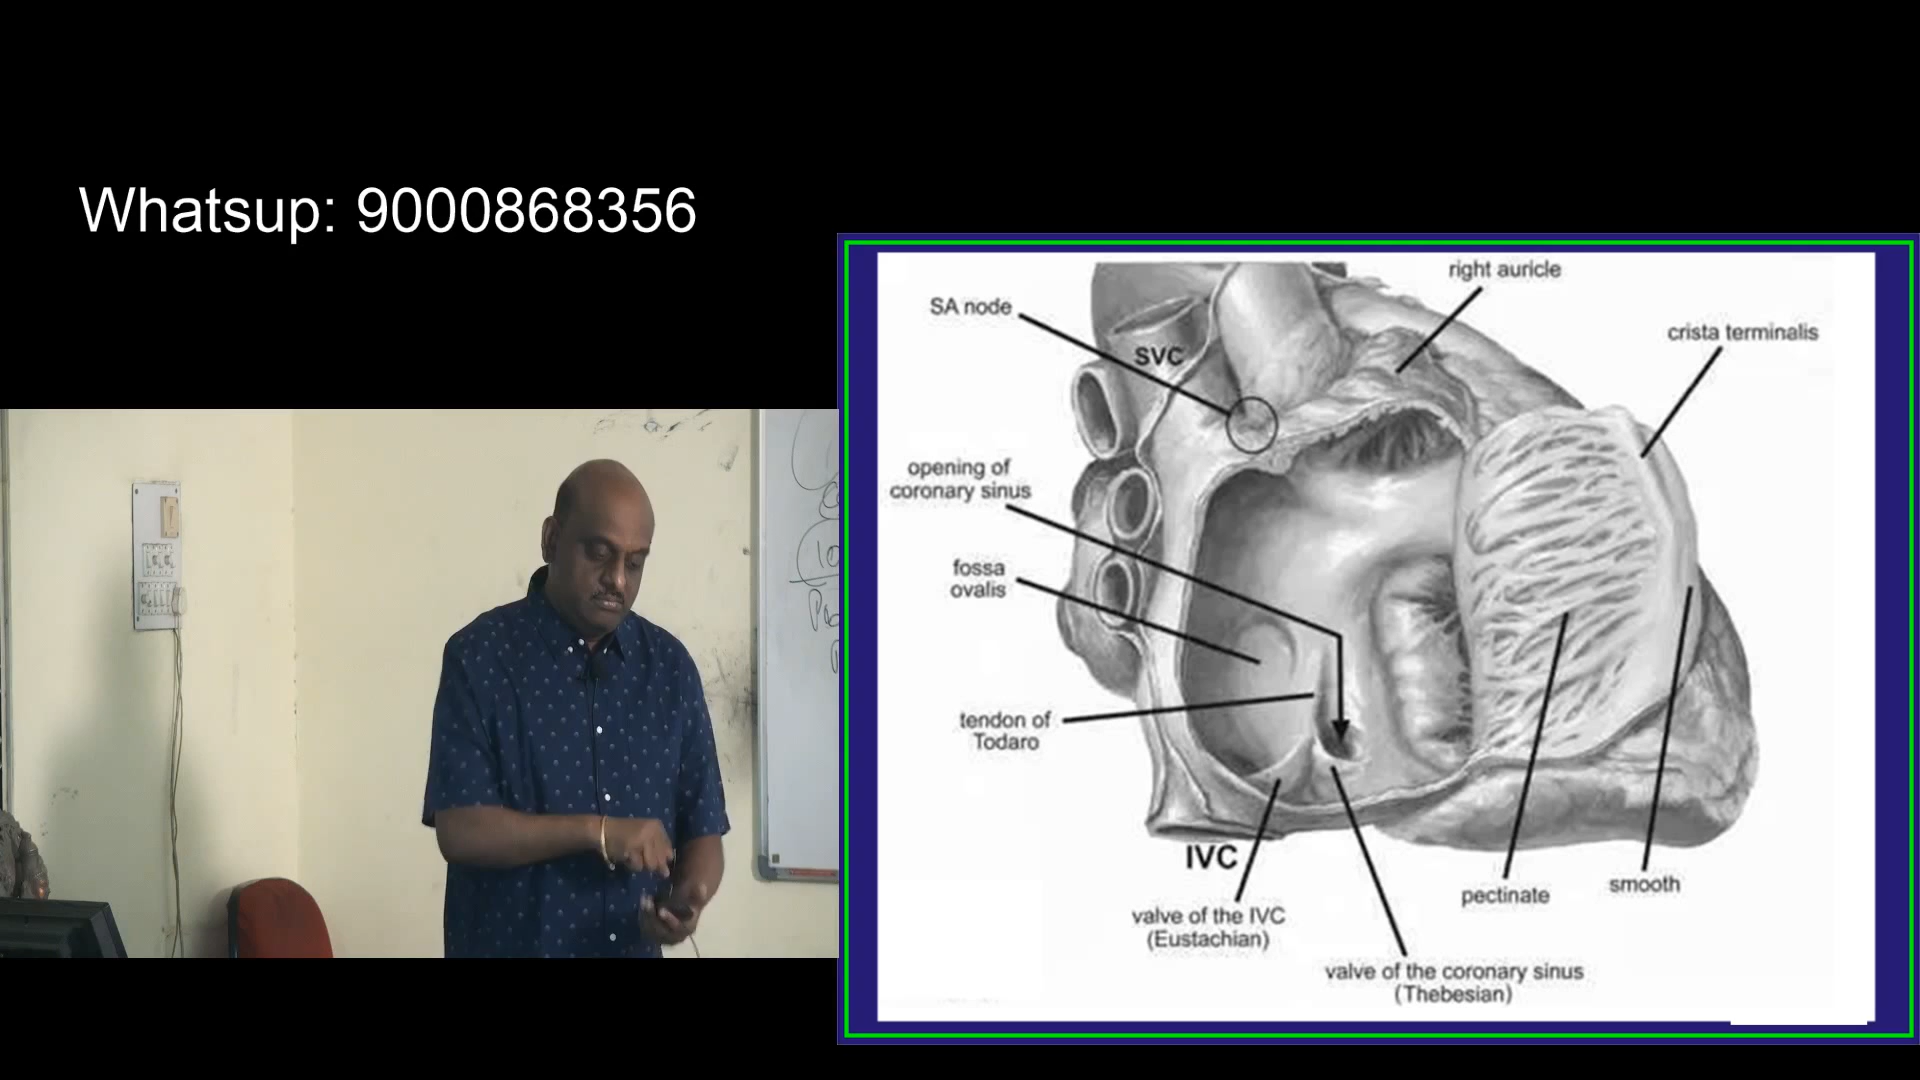 Whatsup: 9000868356
right auricle
SA node
crista terminalis
SVC
opening of
coronary sinus
fossa
ovalis
tendon of
Todaro
IVC
smooth
pectinate
valve of the IVC
(Eustachian)
valve of the coronary sinus
(Thebesian)
10